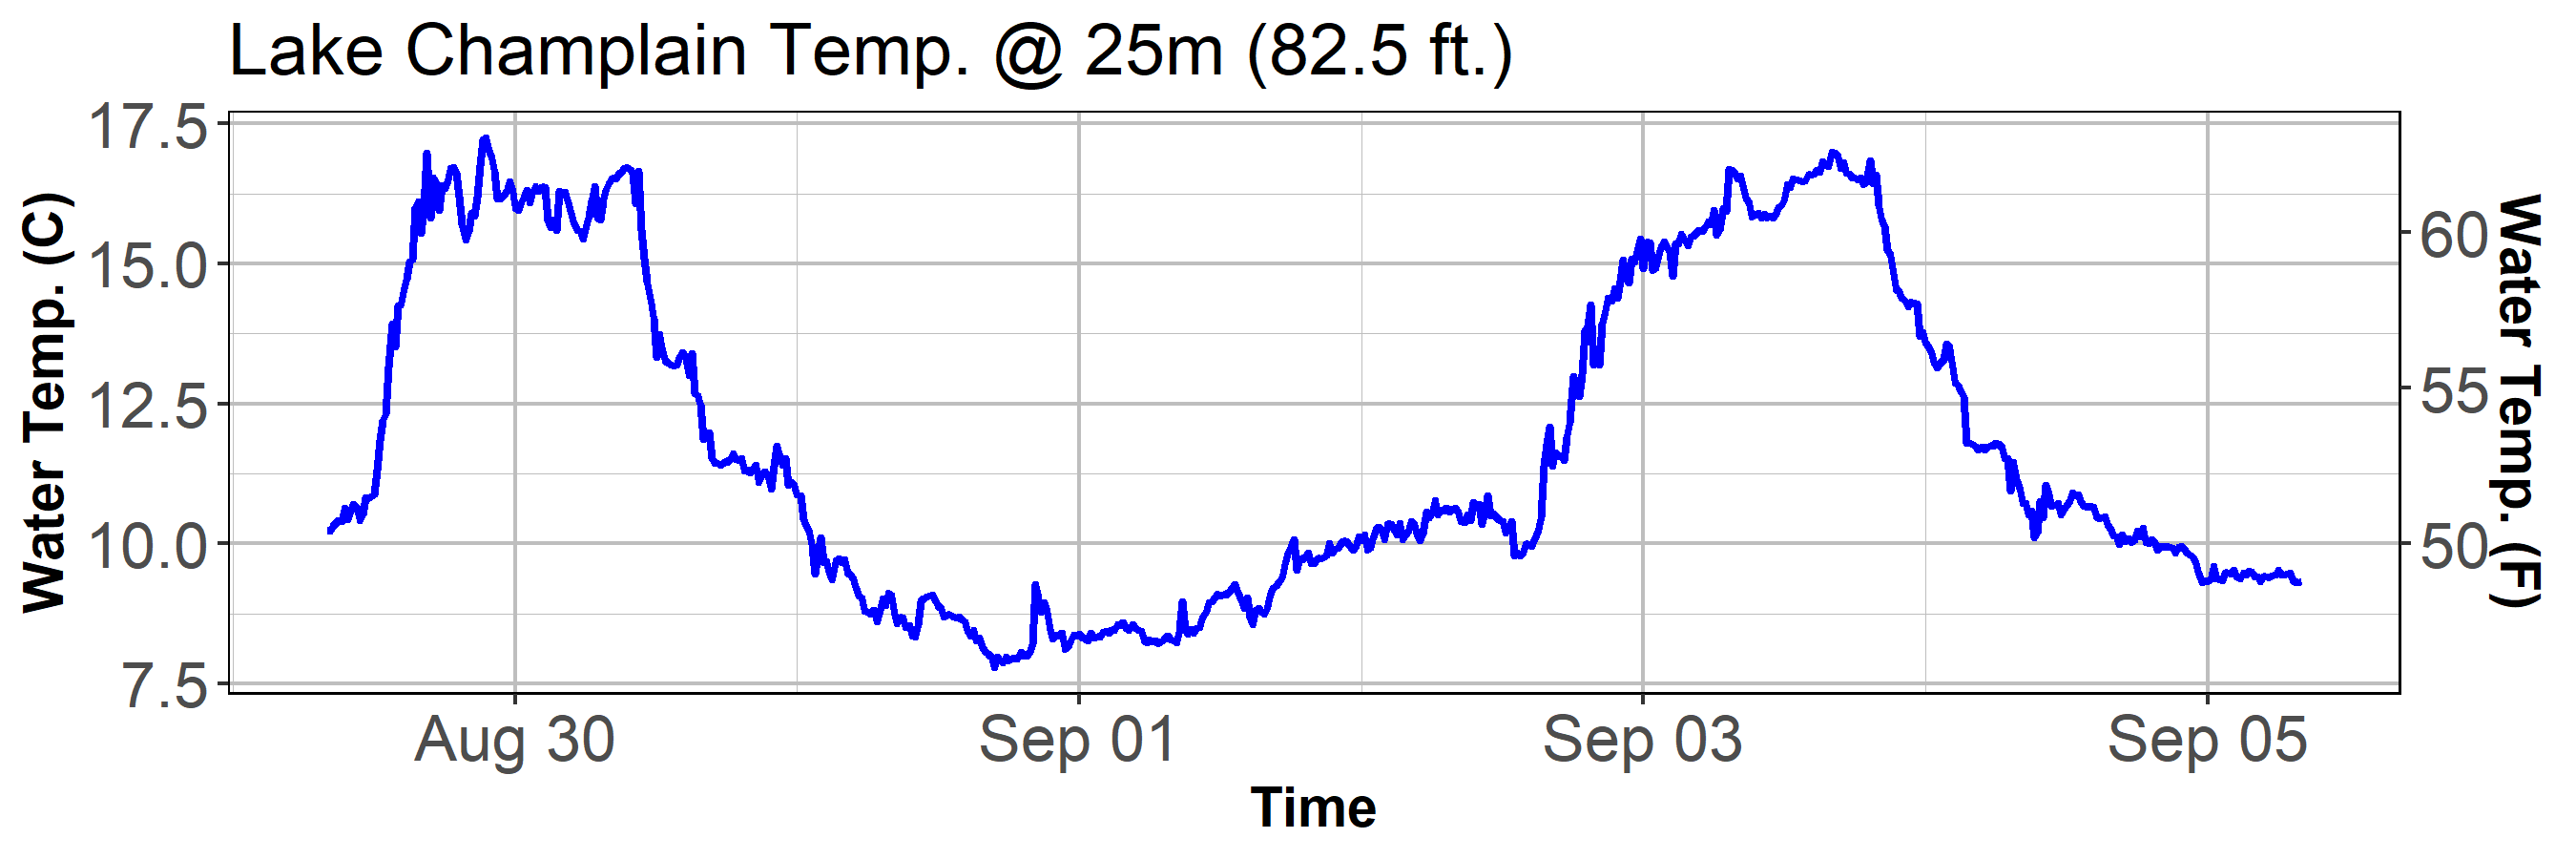 Lake Champlain Temp. @ 25m (82.5 ft.)
Water Temp. (C)
17.5
15.0
12.5
10.0
7.5
60
55
50
Water Temp. (F)
Aug 30 Sep 01 Sep 03 Sep 05
Time